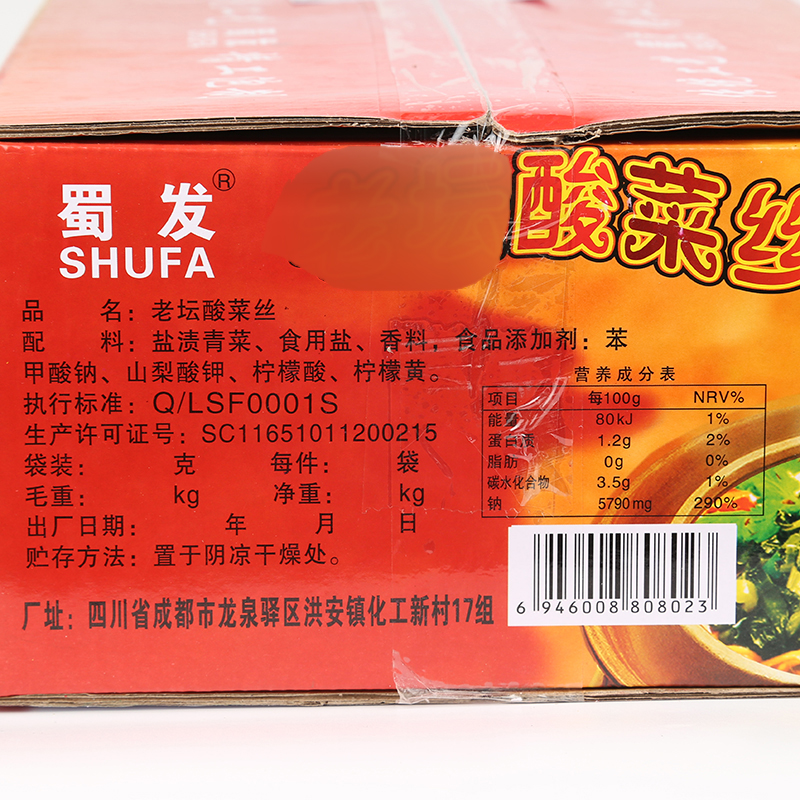 蜀发®
SHUFA
酸菜丝
品 名：老坛酸菜丝
配 料：盐渍青菜、食用盐、香料，食品添加剂：苯
甲酸钠、山梨酸钾、柠檬酸、柠檬黄。
执行标准：Q/LSF0001S
生产许可证号：SC11651011200215
袋装： 克 每件： 袋
毛重： kg 净重： kg
出厂日期： 年 月 日
贮存方法：置于阴凉干燥处。
厂址：四川省成都市龙泉驿区洪安镇化工新村17组
营养成分表
项目 每100g NRV%
能量 80kJ 1%
蛋白质 1.2g 2%
脂肪 0g 0%
碳水化合物 3.5g 1%
钠 5790mg 290%
6 946008 808023